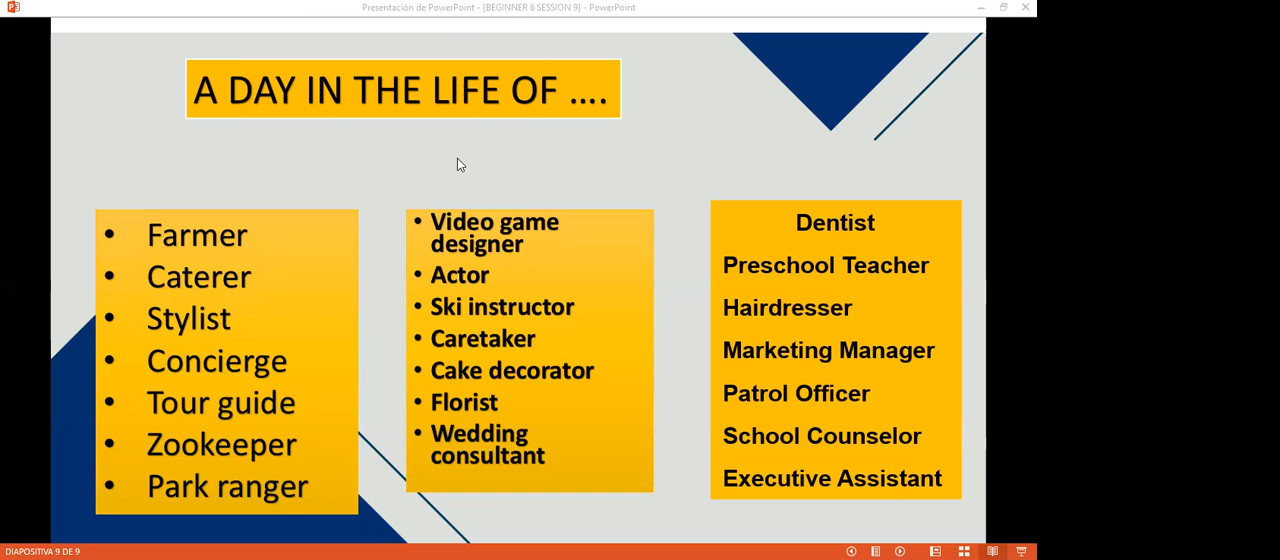 Presentación de PowerPoint - [BEGINNER 6 SESSION 9] - PowerPoint
A DAY IN THE LIFE OF ....
• Farmer
• Caterer
• Stylist
• Concierge
• Tour guide
• Zookeeper
• Park ranger
• Video game
designer
• Actor
• Ski instructor
• Caretaker
• Cake decorator
• Florist
• Wedding
consultant
Dentist
Preschool Teacher
Hairdresser
Marketing Manager
Patrol Officer
School Counselor
Executive Assistant
DIAPOSITIVA 9 DE 9